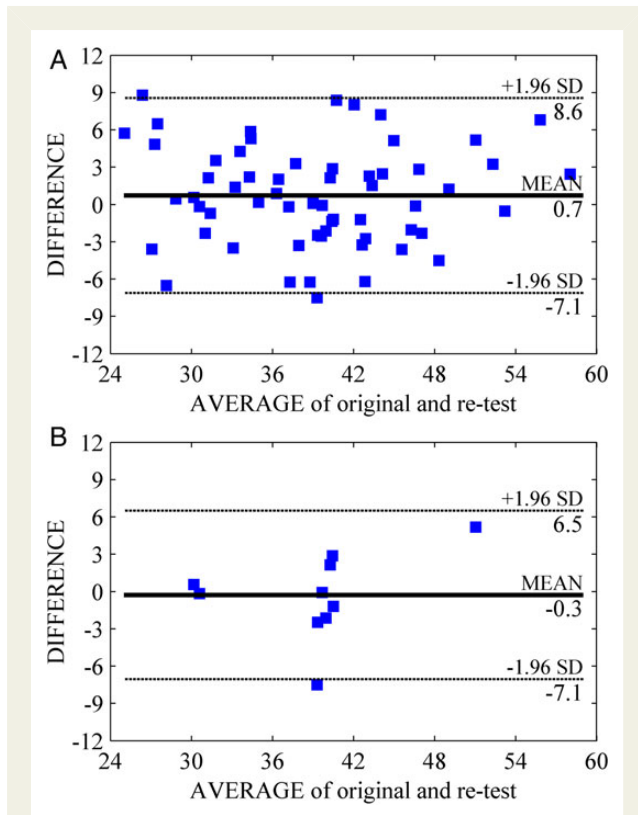 A
12
9
6
3
0
-3
-6
-9
-12
DIFFERENCE
+1.96 SD
8.6
MEAN
0.7
-1.96 SD
-7.1
24 30 36 42 48 54 60
AVERAGE of original and re-test
B
12
9
6
3
0
-3
-6
-9
-12
DIFFERENCE
+1.96 SD
6.5
MEAN
-0.3
-1.96 SD
-7.1
24 30 36 42 48 54 60
AVERAGE of original and re-test